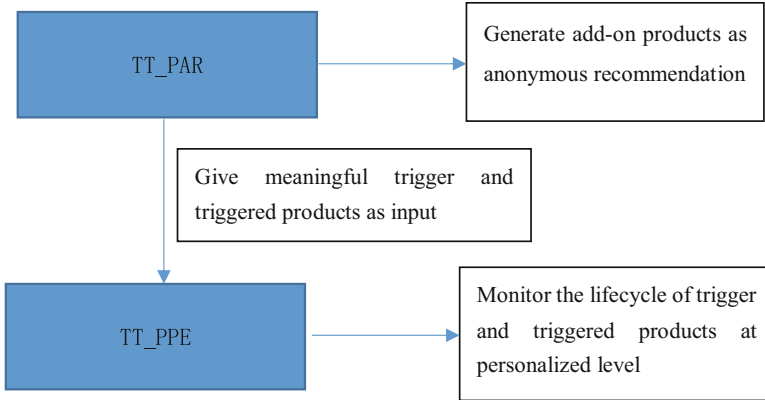 TT_PAR
Generate add-on products as
anonymous recommendation
Give meaningful trigger and
triggered products as input
TT_PPE
Monitor the lifecycle of trigger
and triggered products at
personalized level